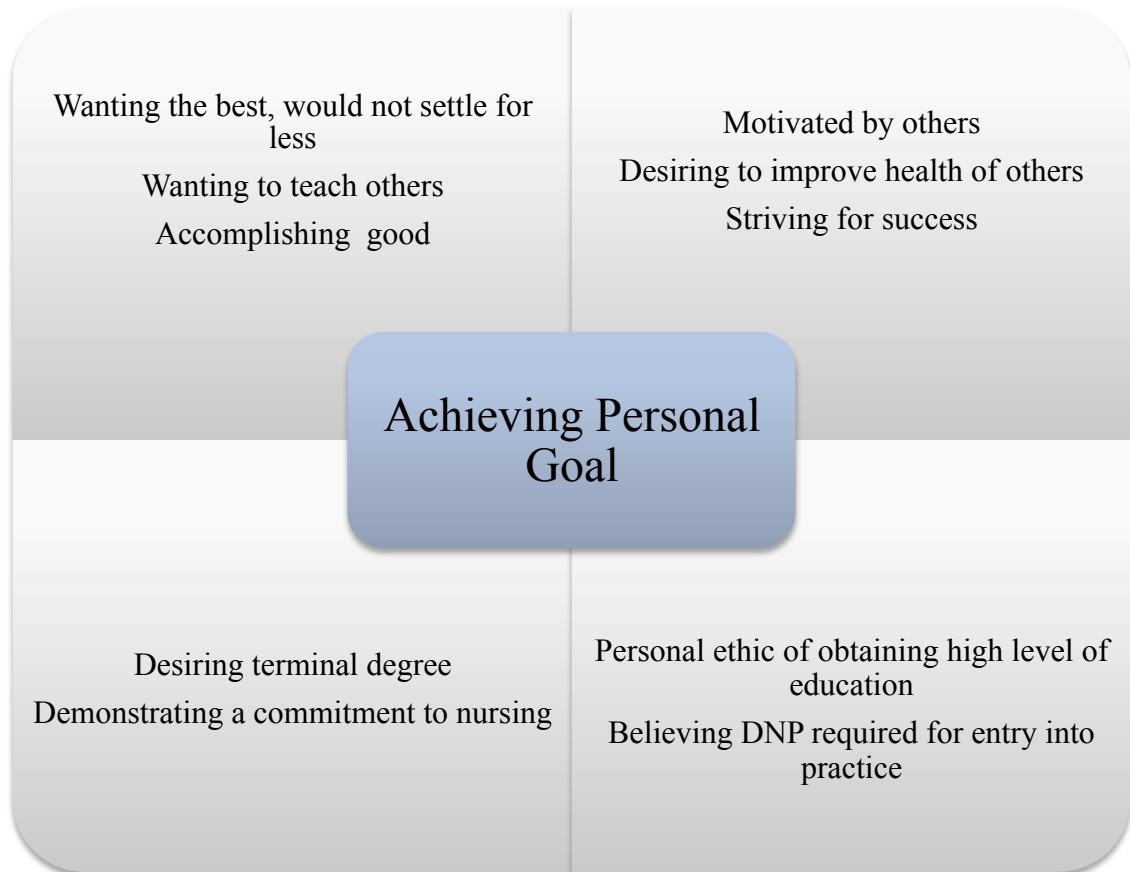 Wanting the best, would not settle for
less
Wanting to teach others
Accomplishing  good
Motivated by others
Desiring to improve health of others
Striving for success
Achieving Personal
Goal
Desiring terminal degree
Demonstrating a commitment to nursing
Personal ethic of obtaining high level of
education
Believing DNP required for entry into
practice